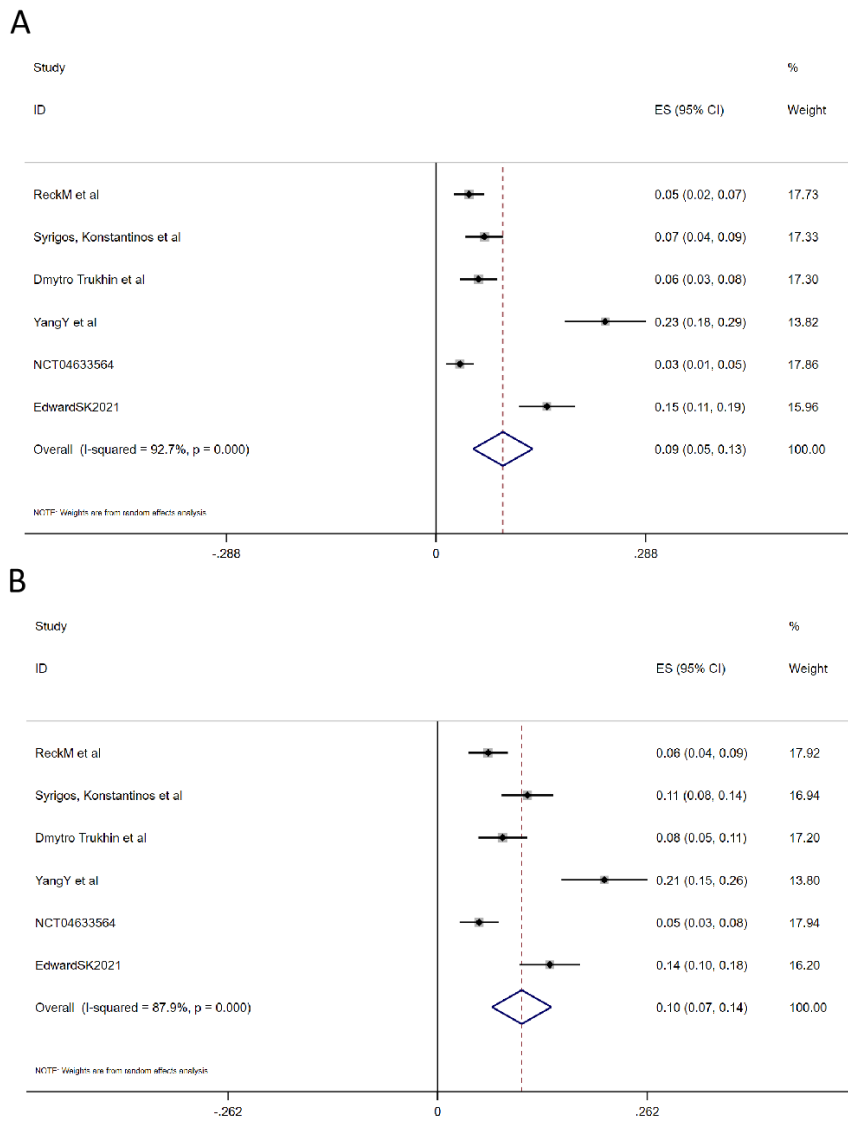 A
Study %
ID ES (95% CI) Weight
ReckM et al 0.05 (0.02, 0.07) 17.73
Syrigos, Konstantinos et al 0.07 (0.04, 0.09) 17.33
Dmytro Trukhin et al 0.06 (0.03, 0.08) 17.30
YangY et al 0.23 (0.18, 0.29) 13.82
NCT04633564 0.03 (0.01, 0.05) 17.86
EdwardSK2021 0.15 (0.11, 0.19) 15.96
Overall (I-squared = 92.7%, p = 0.000) 0.09 (0.05, 0.13) 100.00
NOTE: Weights are from random effects analysis
-.288 0 .288
B
Study %
ID ES (95% CI) Weight
ReckM et al 0.06 (0.04, 0.09) 17.92
Syrigos, Konstantinos et al 0.11 (0.08, 0.14) 16.94
Dmytro Trukhin et al 0.08 (0.05, 0.11) 17.20
YangY et al 0.21 (0.15, 0.26) 13.80
NCT04633564 0.05 (0.03, 0.08) 17.94
EdwardSK2021 0.14 (0.10, 0.18) 16.20
Overall (I-squared = 87.9%, p = 0.000) 0.10 (0.07, 0.14) 100.00
NOTE: Weights are from random effects analysis
-.262 0 .262